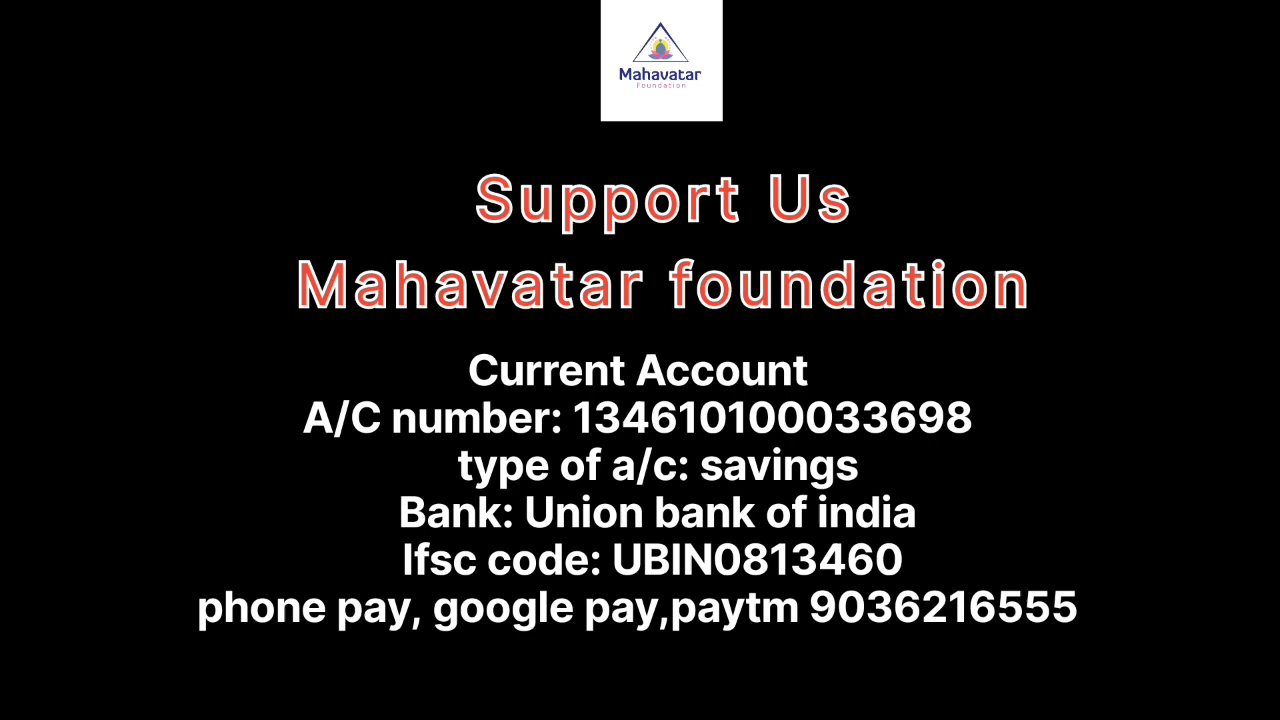 Mahavatar
Foundation
Support Us
Mahavatar foundation
Current Account
A/C number: 134610100033698
type of a/c: savings
Bank: Union bank of india
Ifsc code: UBIN0813460
phone pay, google pay,paytm 9036216555